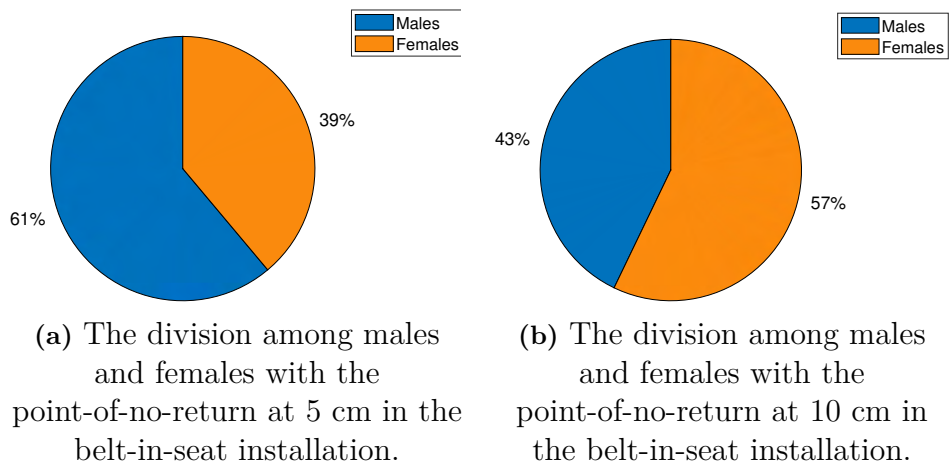 Males
Females
39%
61%
(a) The division among males
and females with the
point-of-no-return at 5 cm in the
belt-in-seat installation.
Males
Females
43%
57%
(b) The division among males
and females with the
point-of-no-return at 10 cm in
the belt-in-seat installation.